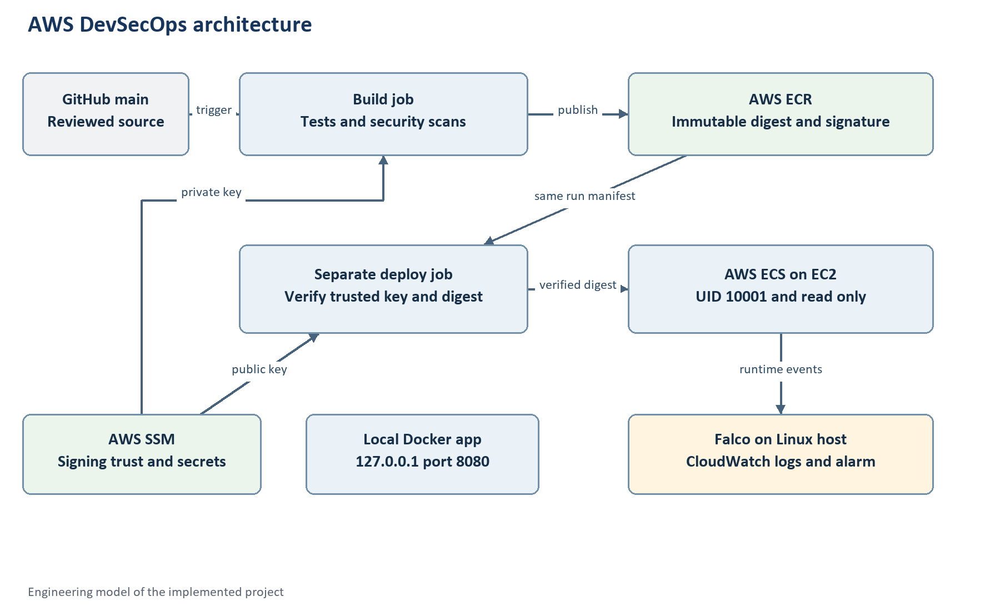 AWS DevSecOps architecture
GitHub main
Reviewed source
trigger
Build job
Tests and security scans
publish
AWS ECR
Immutable digest and signature
private key
same run manifest
Separate deploy job
Verify trusted key and digest
verified digest
AWS ECS on EC2
UID 10001 and read only
public key
runtime events
AWS SSM
Signing trust and secrets
Local Docker app
127.0.0.1 port 8080
Falco on Linux host
CloudWatch logs and alarm
Engineering model of the implemented project